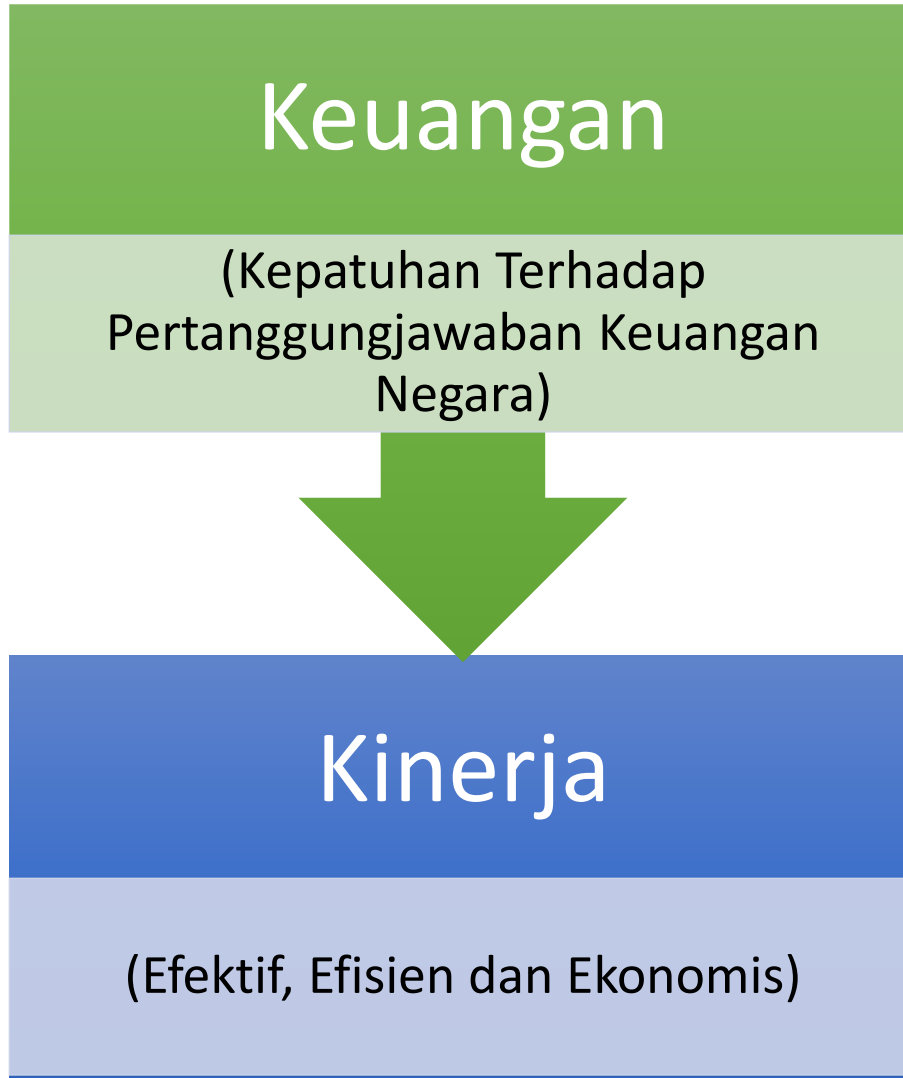 Keuangan
(Kepatuhan Terhadap
Pertanggungjawaban Keuangan
Negara)
Kinerja
(Efektif, Efisien dan Ekonomis)